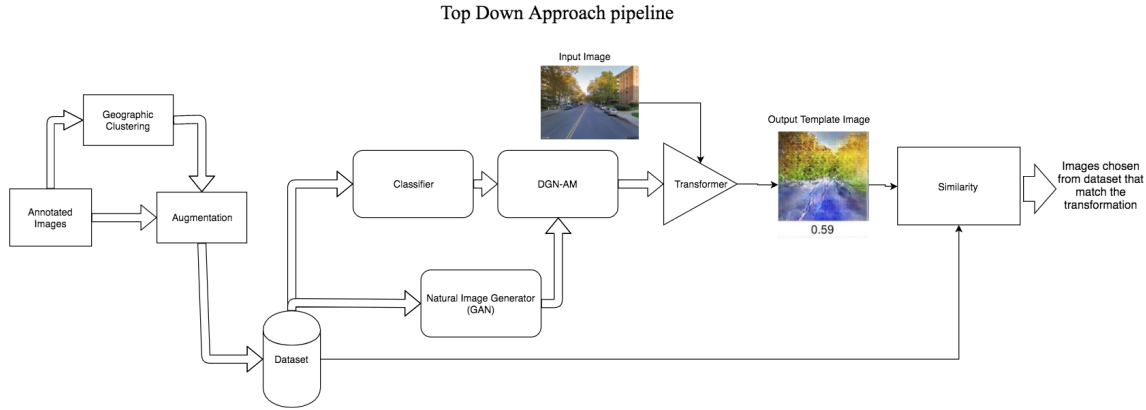 Top Down Approach pipeline
Input Image
Geographic
Clustering
Output Template Image
Annotated
Images
Augmentation
Classifier
DGN-AM
Transformer
Similarity
Images chosen
from dataset that
match the
transformation
0.59
Natural Image Generator
(GAN)
Dataset